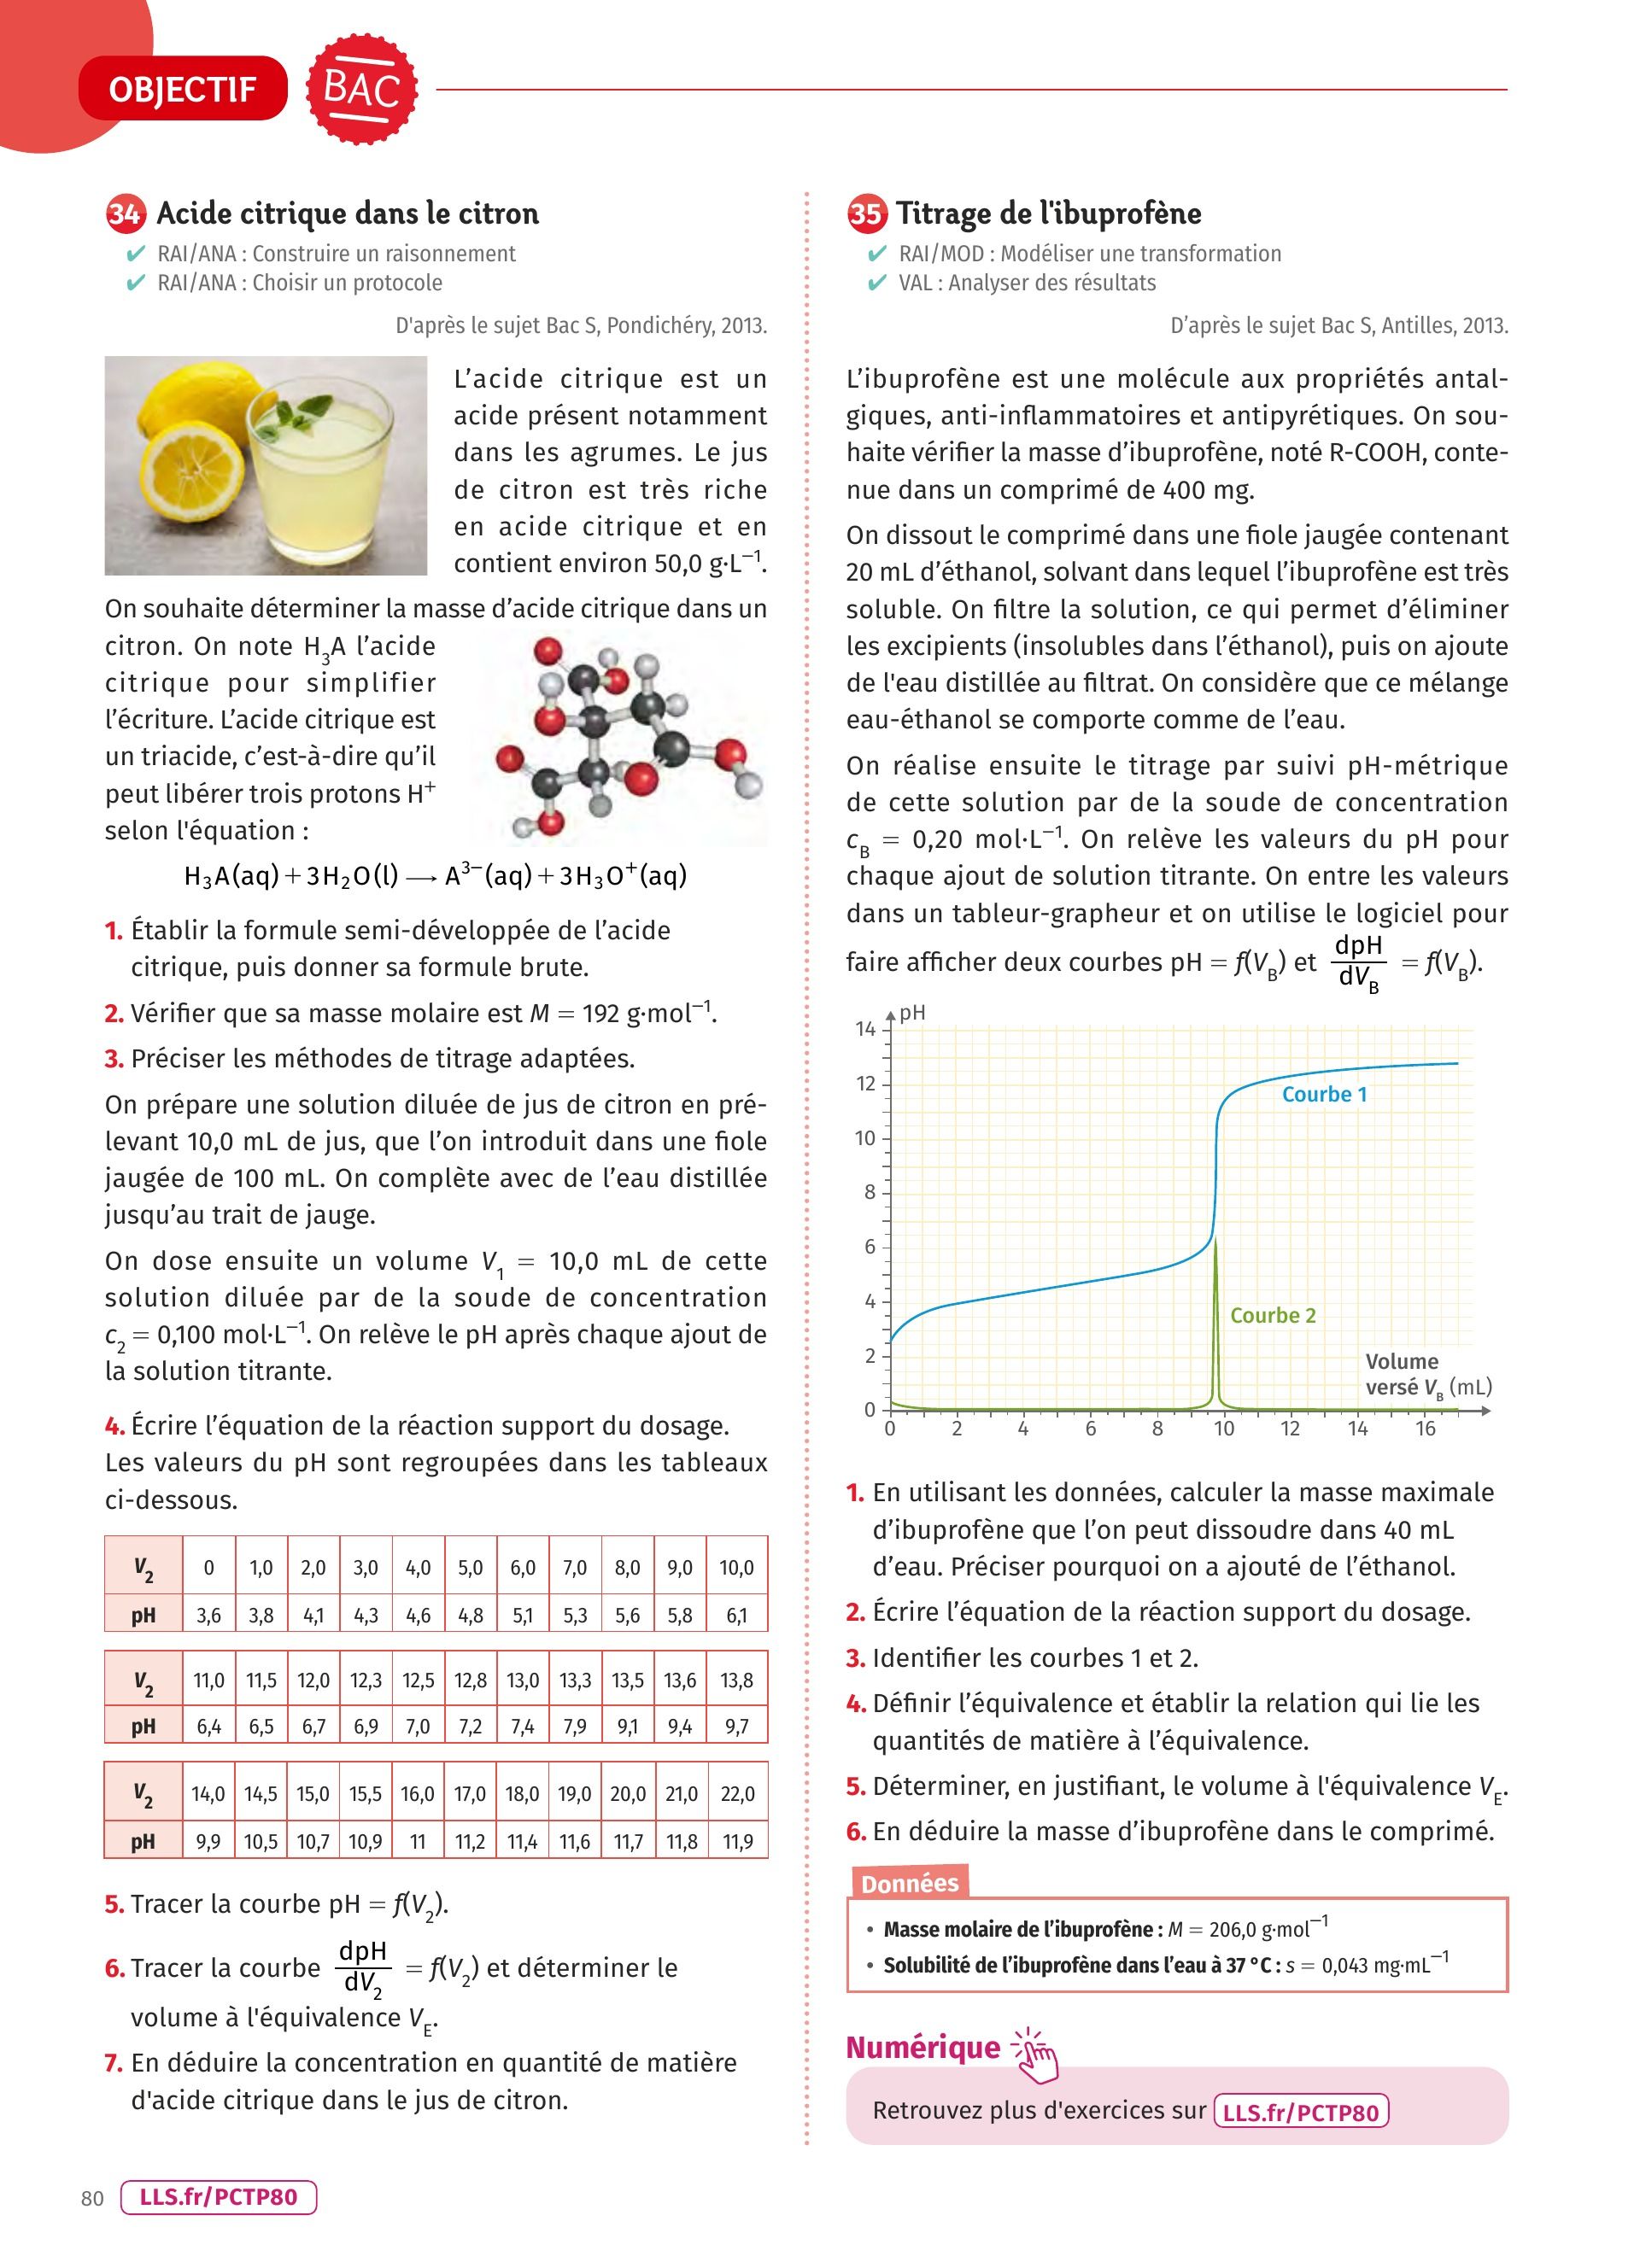 OBJECTIF
BAC
34 Acide citrique dans le citron
✔ RAI/ANA : Construire un raisonnement
✔ RAI/ANA : Choisir un protocole
D'après le sujet Bac S, Pondichéry, 2013.
L’acide citrique est un
acide présent notamment
dans les agrumes. Le jus
de citron est très riche
en acide citrique et en
contient environ 50,0 g·L⁻¹.
On souhaite déterminer la masse d’acide citrique dans un
citron. On note H₃A l’acide
citrique pour simplifier
l’écriture. L’acide citrique est
un triacide, c’est-à-dire qu’il
peut libérer trois protons H⁺
selon l'équation :
H₃A(aq) + 3H₂O(l) ⟶ A³⁻(aq) + 3H₃O⁺(aq)
1. Établir la formule semi-développée de l’acide
citrique, puis donner sa formule brute.
2. Vérifier que sa masse molaire est M = 192 g·mol⁻¹.
3. Préciser les méthodes de titrage adaptées.
On prépare une solution diluée de jus de citron en pré-
levant 10,0 mL de jus, que l’on introduit dans une fiole
jaugée de 100 mL. On complète avec de l’eau distillée
jusqu’au trait de jauge.
On dose ensuite un volume V₁ = 10,0 mL de cette
solution diluée par de la soude de concentration
c₂ = 0,100 mol·L⁻¹. On relève le pH après chaque ajout de
la solution titrante.
4. Écrire l’équation de la réaction support du dosage.
Les valeurs du pH sont regroupées dans les tableaux
ci-dessous.
V₂ 0 1,0 2,0 3,0 4,0 5,0 6,0 7,0 8,0 9,0 10,0
pH 3,6 3,8 4,1 4,3 4,6 4,8 5,1 5,3 5,6 5,8 6,1
V₂ 11,0 11,5 12,0 12,3 12,5 12,8 13,0 13,3 13,5 13,6 13,8
pH 6,4 6,5 6,7 6,9 7,0 7,2 7,4 7,9 9,1 9,4 9,7
V₂ 14,0 14,5 15,0 15,5 16,0 17,0 18,0 19,0 20,0 21,0 22,0
pH 9,9 10,5 10,7 10,9 11 11,2 11,4 11,6 11,7 11,8 11,9
5. Tracer la courbe pH = f(V₂).
6. Tracer la courbe dpH/dV₂ = f(V₂) et déterminer le
volume à l'équivalence V_E.
7. En déduire la concentration en quantité de matière
d'acide citrique dans le jus de citron.
35 Titrage de l'ibuprofène
✔ RAI/MOD : Modéliser une transformation
✔ VAL : Analyser des résultats
D’après le sujet Bac S, Antilles, 2013.
L’ibuprofène est une molécule aux propriétés antal-
giques, anti-inflammatoires et antipyrétiques. On sou-
haite vérifier la masse d’ibuprofène, noté R-COOH, conte-
nue dans un comprimé de 400 mg.
On dissout le comprimé dans une fiole jaugée contenant
20 mL d’éthanol, solvant dans lequel l’ibuprofène est très
soluble. On filtre la solution, ce qui permet d’éliminer
les excipients (insolubles dans l’éthanol), puis on ajoute
de l'eau distillée au filtrat. On considère que ce mélange
eau-éthanol se comporte comme de l’eau.
On réalise ensuite le titrage par suivi pH-métrique
de cette solution par de la soude de concentration
c_B = 0,20 mol·L⁻¹. On relève les valeurs du pH pour
chaque ajout de solution titrante. On entre les valeurs
dans un tableur-grapheur et on utilise le logiciel pour
faire afficher deux courbes pH = f(V_B) et dpH/dV_B = f(V_B).
pH
14
12
10
8
6
4
2
0
Courbe 1
Courbe 2
Volume
versé V_B (mL)
0 2 4 6 8 10 12 14 16
1. En utilisant les données, calculer la masse maximale
d’ibuprofène que l’on peut dissoudre dans 40 mL
d’eau. Préciser pourquoi on a ajouté de l’éthanol.
2. Écrire l’équation de la réaction support du dosage.
3. Identifier les courbes 1 et 2.
4. Définir l’équivalence et établir la relation qui lie les
quantités de matière à l’équivalence.
5. Déterminer, en justifiant, le volume à l'équivalence V_E.
6. En déduire la masse d’ibuprofène dans le comprimé.
Données
• Masse molaire de l’ibuprofène : M = 206,0 g·mol⁻¹
• Solubilité de l’ibuprofène dans l’eau à 37 °C : s = 0,043 mg·mL⁻¹
Numérique
Retrouvez plus d'exercices sur LLS.fr/PCTP80
80 LLS.fr/PCTP80